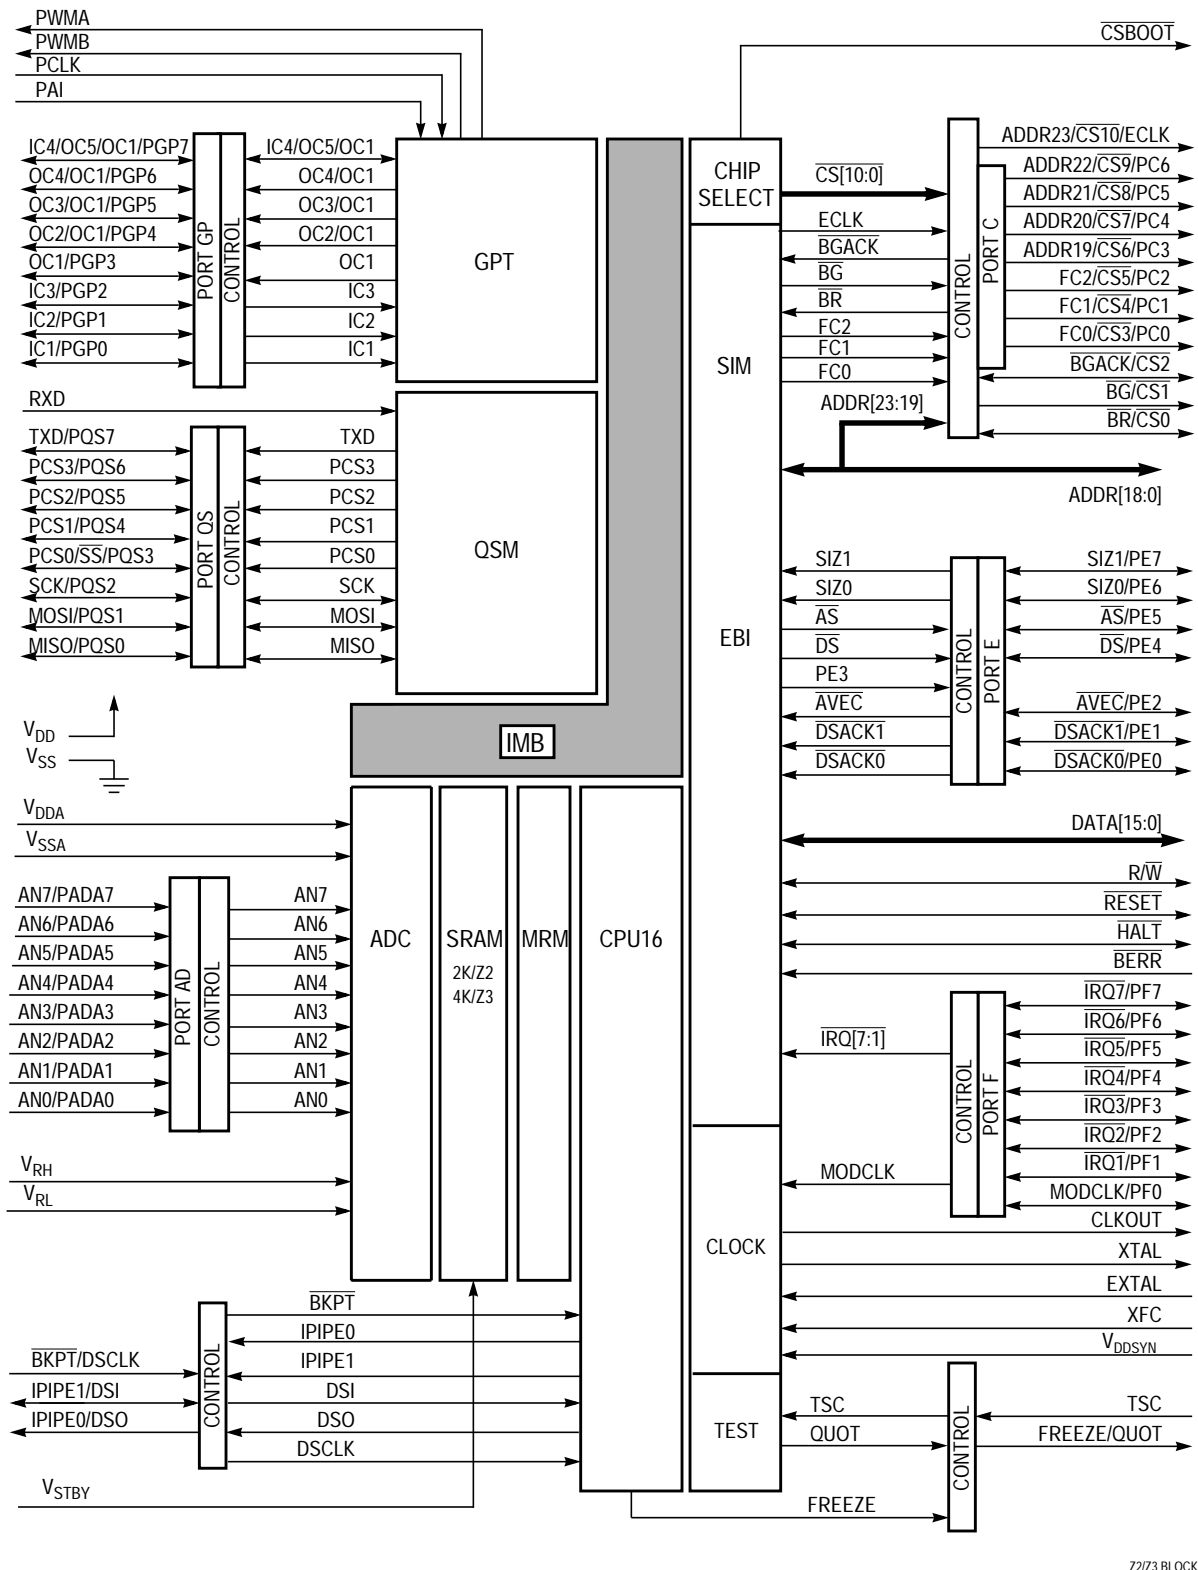 PWMA
PWMB
PCLK
PAI
CSBOOT
IC4/OC5/OC1/PGP7
OC4/OC1/PGP6
OC3/OC1/PGP5
OC2/OC1/PGP4
OC1/PGP3
IC3/PGP2
IC2/PGP1
IC1/PGP0
PORT GP
CONTROL
IC4/OC5/OC1
OC4/OC1
OC3/OC1
OC2/OC1
OC1
IC3
IC2
IC1
GPT
RXD
TXD/PQS7
PCS3/PQS6
PCS2/PQS5
PCS1/PQS4
PCS0/SS/PQS3
SCK/PQS2
MOSI/PQS1
MISO/PQS0
PORT QS
CONTROL
TXD
PCS3
PCS2
PCS1
PCS0
SCK
MOSI
MISO
QSM
IMB
VDD
VSS
VDDA
VSSA
AN7/PADA7
AN6/PADA6
AN5/PADA5
AN4/PADA4
AN3/PADA3
AN2/PADA2
AN1/PADA1
AN0/PADA0
PORT AD
CONTROL
AN7
AN6
AN5
AN4
AN3
AN2
AN1
AN0
VRH
VRL
ADC
SRAM
2K/Z2
4K/Z3
MRM
CPU16
BKPT/DSCLK
IPIPE1/DSI
IPIPE0/DSO
CONTROL
BKPT
IPIPE0
IPIPE1
DSI
DSO
DSCLK
VSTBY
CHIP
SELECT
SIM
EBI
CLOCK
TEST
CS[10:0]
ECLK
BGACK
BG
BR
FC2
FC1
FC0
ADDR[23:19]
CONTROL
PORT C
ADDR23/CS10/ECLK
ADDR22/CS9/PC6
ADDR21/CS8/PC5
ADDR20/CS7/PC4
ADDR19/CS6/PC3
FC2/CS5/PC2
FC1/CS4/PC1
FC0/CS3/PC0
BGACK/CS2
BG/CS1
BR/CS0
ADDR[18:0]
SIZ1
SIZ0
AS
DS
PE3
AVEC
DSACK1
DSACK0
CONTROL
PORT E
SIZ1/PE7
SIZ0/PE6
AS/PE5
DS/PE4
AVEC/PE2
DSACK1/PE1
DSACK0/PE0
DATA[15:0]
R/W
RESET
HALT
BERR
IRQ[7:1]
MODCLK
CONTROL
PORT F
IRQ7/PF7
IRQ6/PF6
IRQ5/PF5
IRQ4/PF4
IRQ3/PF3
IRQ2/PF2
IRQ1/PF1
MODCLK/PF0
CLKOUT
XTAL
EXTAL
XFC
VDDSYN
TSC
QUOT
FREEZE
CONTROL
TSC
FREEZE/QUOT
Z2/Z3 BLOCK